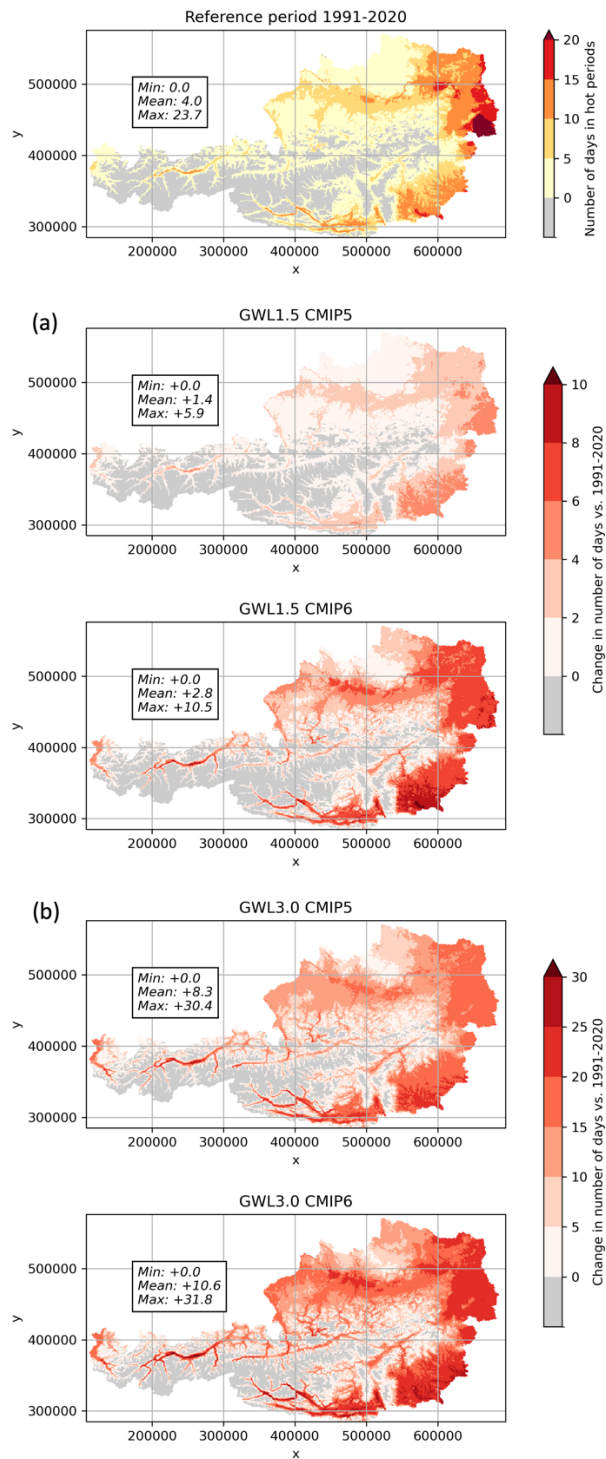 Reference period 1991-2020
Min: 0.0
Mean: 4.0
Max: 23.7
500000
400000
300000
y
200000 300000 400000 500000 600000
x
20
15
10
5
0
Number of days in hot periods
(a)
GWL1.5 CMIP5
Min: +0.0
Mean: +1.4
Max: +5.9
500000
400000
300000
y
200000 300000 400000 500000 600000
x
GWL1.5 CMIP6
Min: +0.0
Mean: +2.8
Max: +10.5
500000
400000
300000
y
200000 300000 400000 500000 600000
x
10
8
6
4
2
0
Change in number of days vs. 1991-2020
(b)
GWL3.0 CMIP5
Min: +0.0
Mean: +8.3
Max: +30.4
500000
400000
300000
y
200000 300000 400000 500000 600000
x
GWL3.0 CMIP6
Min: +0.0
Mean: +10.6
Max: +31.8
500000
400000
300000
y
200000 300000 400000 500000 600000
x
30
25
20
15
10
5
0
Change in number of days vs. 1991-2020